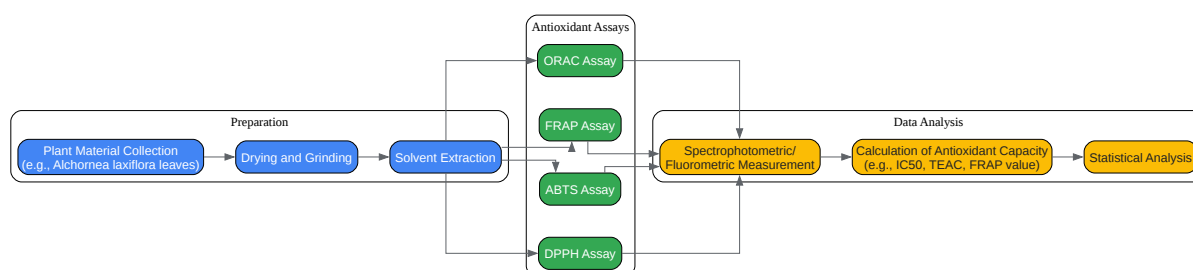 Preparation
Plant Material Collection
(e.g., Alchornea laxiflora leaves)
Drying and Grinding
Solvent Extraction
Antioxidant Assays
ORAC Assay
FRAP Assay
ABTS Assay
DPPH Assay
Data Analysis
Spectrophotometric/
Fluorometric Measurement
Calculation of Antioxidant Capacity
(e.g., IC50, TEAC, FRAP value)
Statistical Analysis